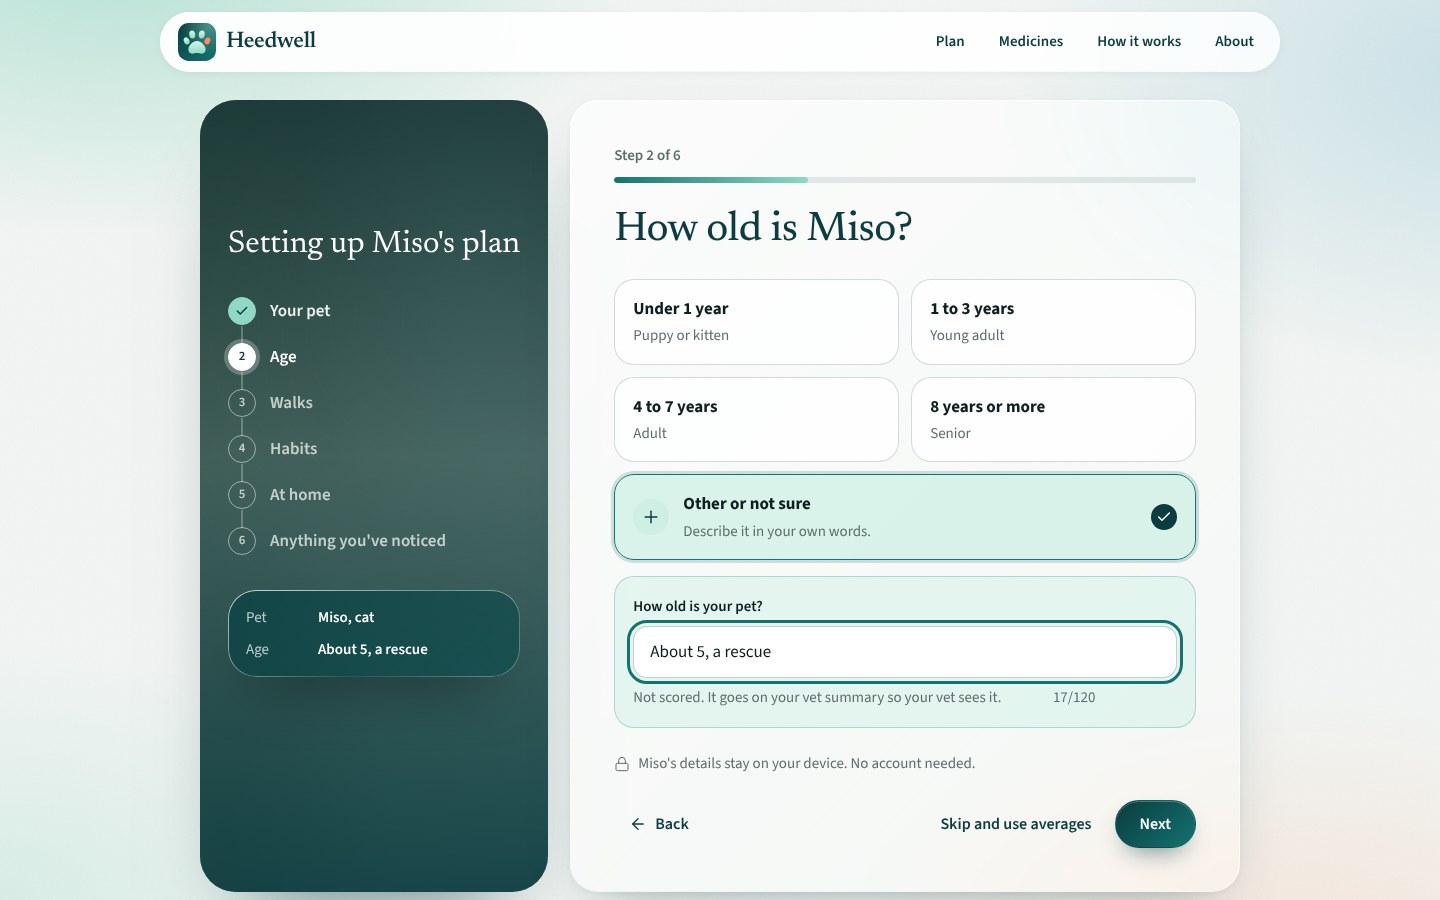 Heedwell
Plan
Medicines
How it works
About
Setting up Miso's plan
Your pet
2
Age
3
Walks
4
Habits
5
At home
6
Anything you've noticed
Pet
Miso, cat
Age
About 5, a rescue
Step 2 of 6
How old is Miso?
Under 1 year
Puppy or kitten
1 to 3 years
Young adult
4 to 7 years
Adult
8 years or more
Senior
Other or not sure
Describe it in your own words.
How old is your pet?
About 5, a rescue
Not scored. It goes on your vet summary so your vet sees it.
17/120
Miso's details stay on your device. No account needed.
Back
Skip and use averages
Next